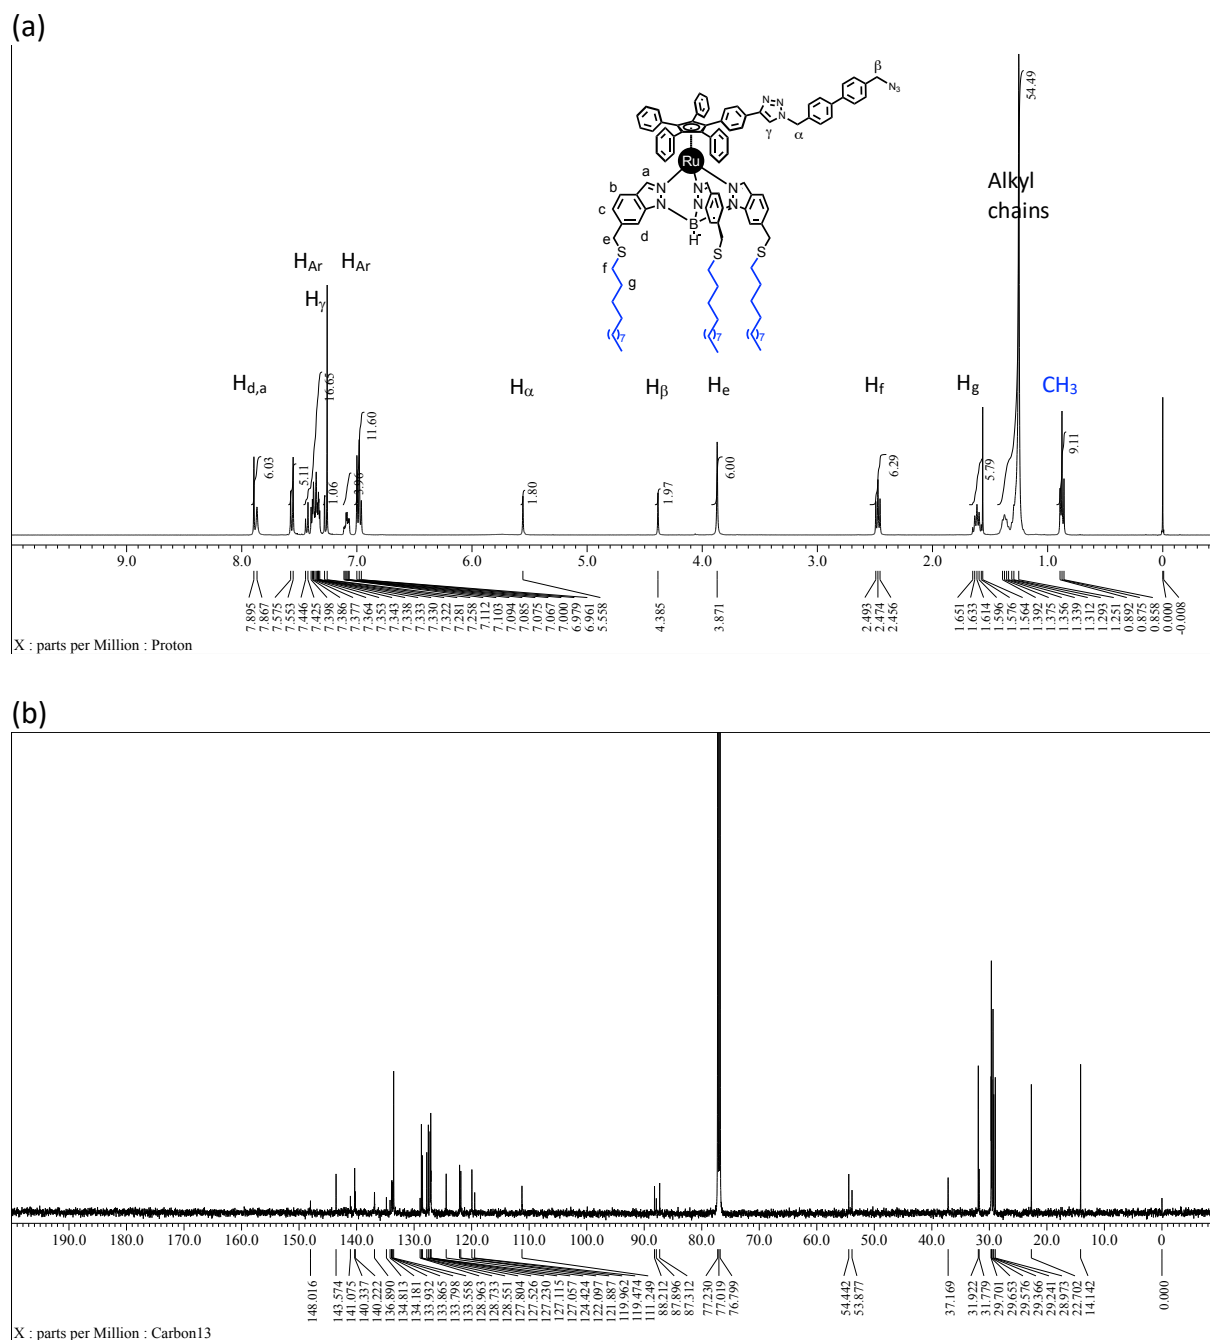 (a)
β
N₃
N=N
N
γ
α
Ru
a
b
c
d
e
f
g
N
N
N
N
N
N
B
H
S
S
S
( )7
( )7
( )7
54.49
Alkyl
chains
HAr HAr
Hγ
Hd,a
Hα
Hβ
He
Hf
Hg
CH3
6.03
5.11
16.65
1.06
3.96
11.60
1.80
1.97
6.00
6.29
5.79
9.11
9.0 8.0 7.0 6.0 5.0 4.0 3.0 2.0 1.0 0
7.895
7.867
7.575
7.553
7.446
7.425
7.398
7.386
7.377
7.364
7.353
7.343
7.338
7.333
7.330
7.322
7.281
7.258
7.112
7.103
7.094
7.085
7.075
7.067
7.000
6.979
6.961
5.558
4.385
3.871
2.493
2.474
2.456
1.651
1.633
1.614
1.596
1.576
1.564
1.392
1.375
1.356
1.339
1.312
1.293
1.251
0.892
0.875
0.858
0.000
-0.008
X : parts per Million : Proton
(b)
190.0 180.0 170.0 160.0 150.0 140.0 130.0 120.0 110.0 100.0 90.0 80.0 70.0 60.0 50.0 40.0 30.0 20.0 10.0 0
148.016
143.574
141.075
140.337
140.222
136.890
134.813
134.181
133.932
133.865
133.798
133.558
128.963
128.733
128.551
127.804
127.526
127.230
127.115
127.057
124.424
122.097
121.887
119.962
119.474
111.249
88.212
87.896
87.312
77.230
77.019
76.799
54.442
53.877
37.169
31.922
31.779
29.701
29.653
29.576
29.366
29.241
28.975
22.702
14.142
0.000
X : parts per Million : Carbon13